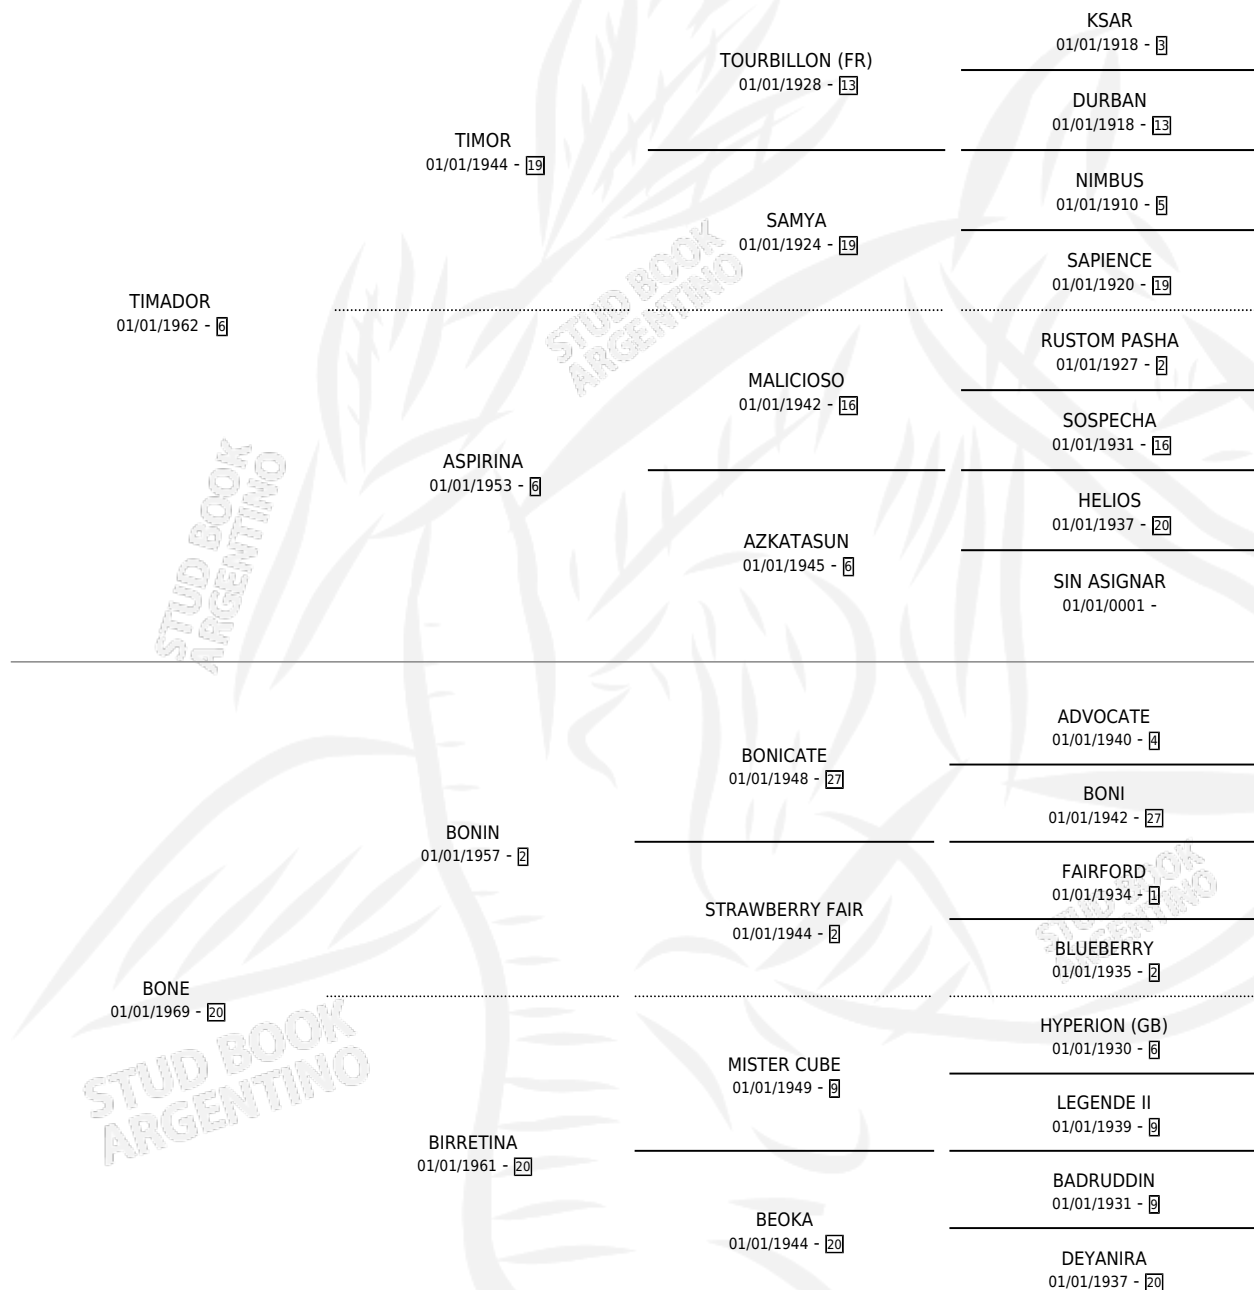 KSAR
01/01/1918 - 3
TOURBILLON (FR)
01/01/1928 - 13
DURBAN
01/01/1918 - 13
TIMOR
01/01/1944 - 19
NIMBUS
01/01/1910 - 5
SAMYA
01/01/1924 - 19
SAPIENCE
01/01/1920 - 19
TIMADOR
01/01/1962 - 6
STUD BOOK
ARGENTINO
RUSTOM PASHA
01/01/1927 - 2
MALICIOSO
01/01/1942 - 16
SOSPECHA
01/01/1931 - 16
ASPIRINA
01/01/1953 - 6
HELIOS
01/01/1937 - 20
AZKATASUN
01/01/1945 - 6
SIN ASIGNAR
01/01/0001 -
STUD BOOK
ARGENTINO
ADVOCATE
01/01/1940 - 4
BONICATE
01/01/1948 - 27
BONI
01/01/1942 - 27
BONIN
01/01/1957 - 2
FAIRFORD
01/01/1934 - 1
STRAWBERRY FAIR
01/01/1944 - 2
STUD BOOK
ARGENTINO
BLUEBERRY
01/01/1935 - 2
BONE
01/01/1969 - 20
STUD BOOK
ARGENTINO
HYPERION (GB)
01/01/1930 - 6
MISTER CUBE
01/01/1949 - 9
LEGENDE II
01/01/1939 - 9
BIRRETINA
01/01/1961 - 20
BADRUDDIN
01/01/1931 - 9
BEOKA
01/01/1944 - 20
DEYANIRA
01/01/1937 - 20